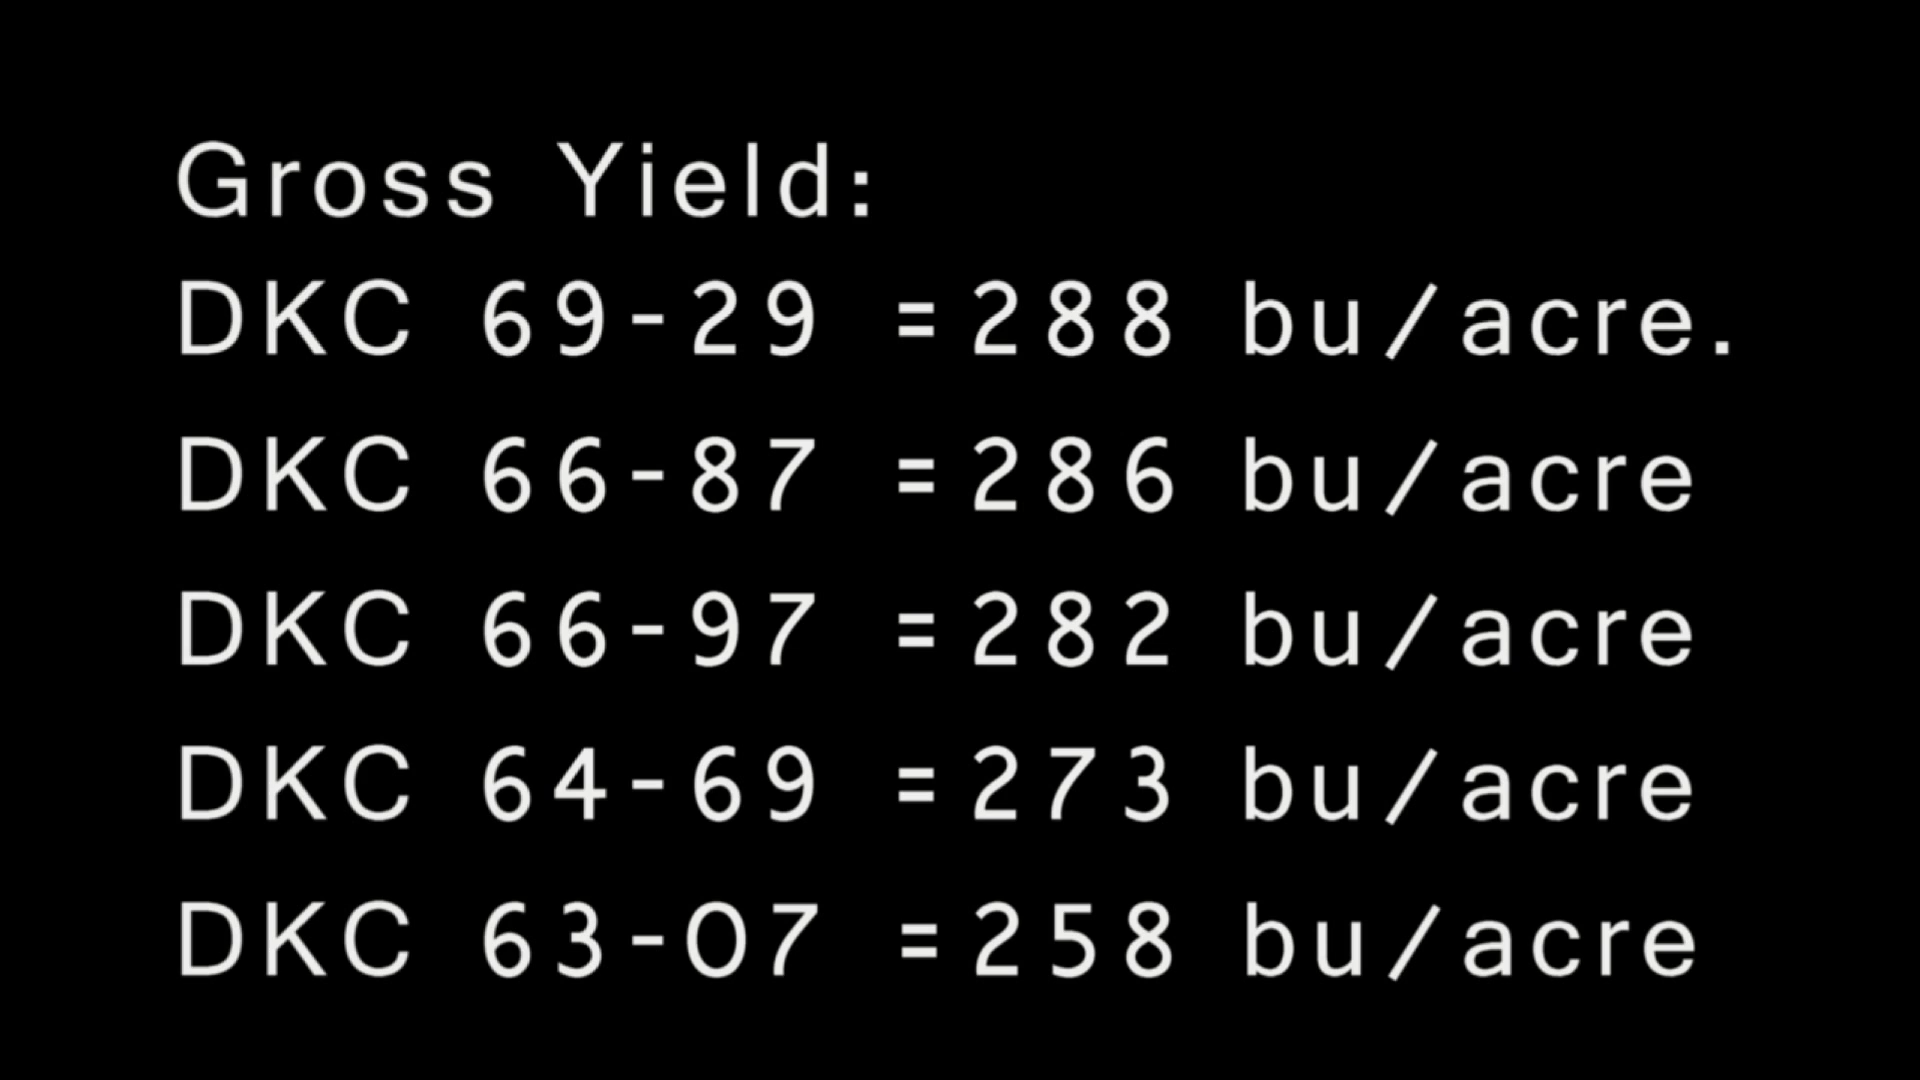 Gross Yield:
DKC 69-29 =288 bu/acre.
DKC 66-87 =286 bu/acre
DKC 66-97 =282 bu/acre
DKC 64-69 =273 bu/acre
DKC 63-07 =258 bu/acre